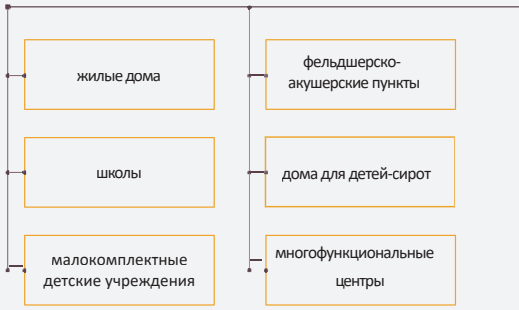 жилые дома
фельдшерско-
акушерские пункты
школы
дома для детей-сирот
малокомплектные
детские учреждения
многофункциональные
центры